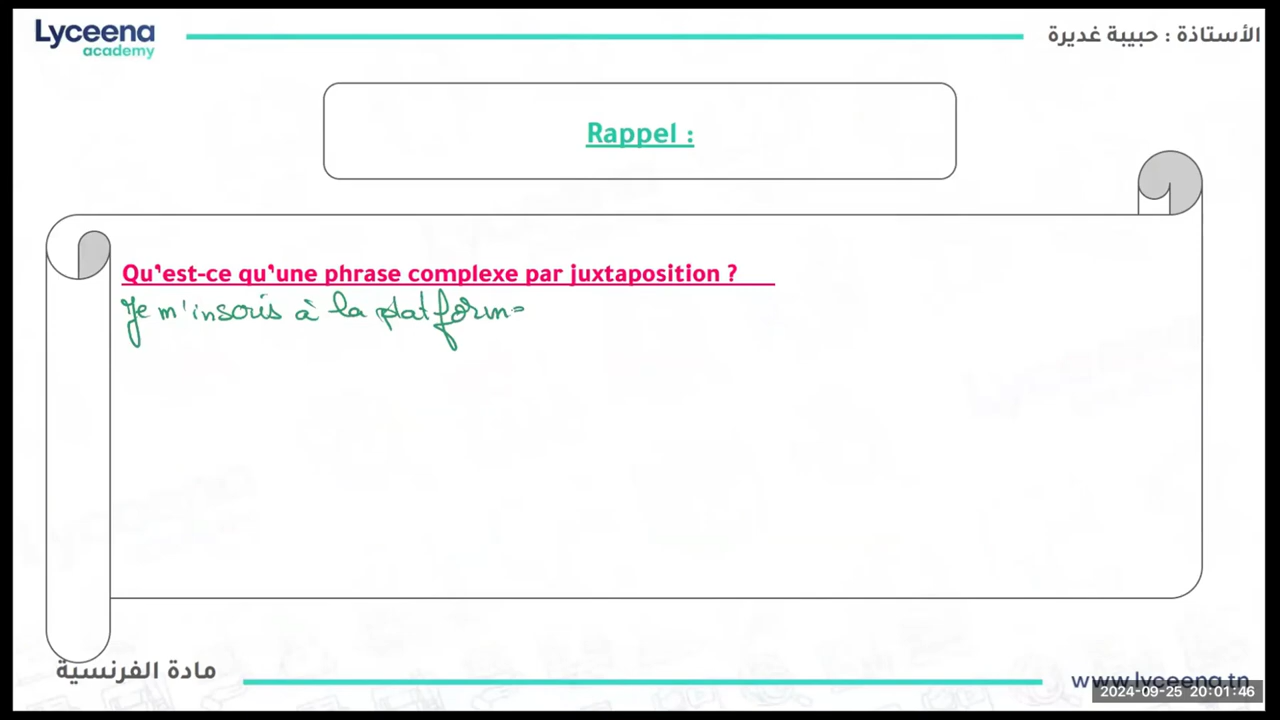 Lyceena
academy
الأستاذة : حبيبة غديرة
Rappel :
Qu'est-ce qu'une phrase complexe par juxtaposition ?
Je m'inscris à la platforme
مادة الفرنسية
www.lyceena.tn
2024-09-25 20:01:46